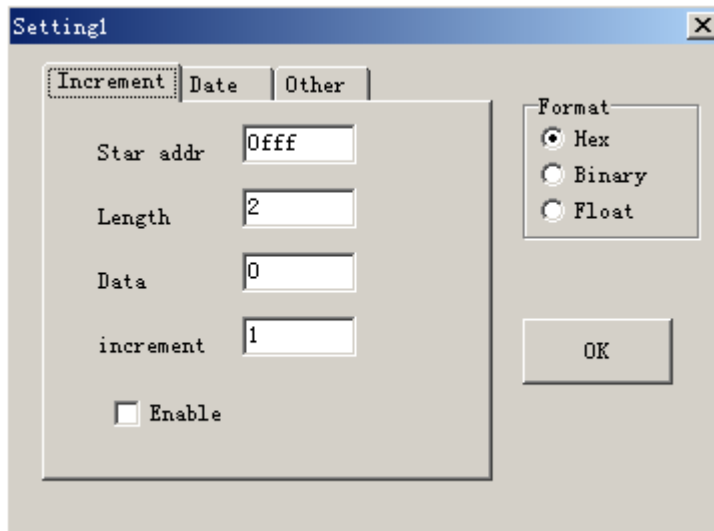 Setting1
Increment Date Other
Star addr 0fff
Length 2
Data 0
increment 1
Enable
Format
Hex
Binary
Float
OK